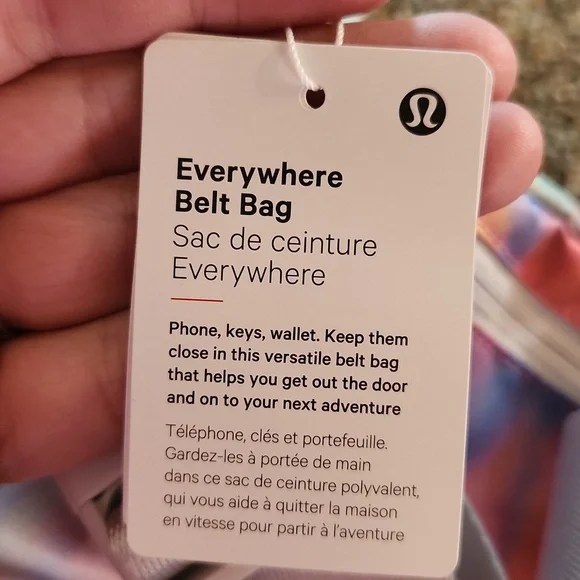 Everywhere
Belt Bag
Sac de ceinture
Everywhere
Phone, keys, wallet. Keep them
close in this versatile belt bag
that helps you get out the door
and on to your next adventure
Téléphone, clés et portefeuille.
Gardez-les à portée de main
dans ce sac de ceinture polyvalent,
qui vous aide à quitter la maison
en vitesse pour partir à l'aventure